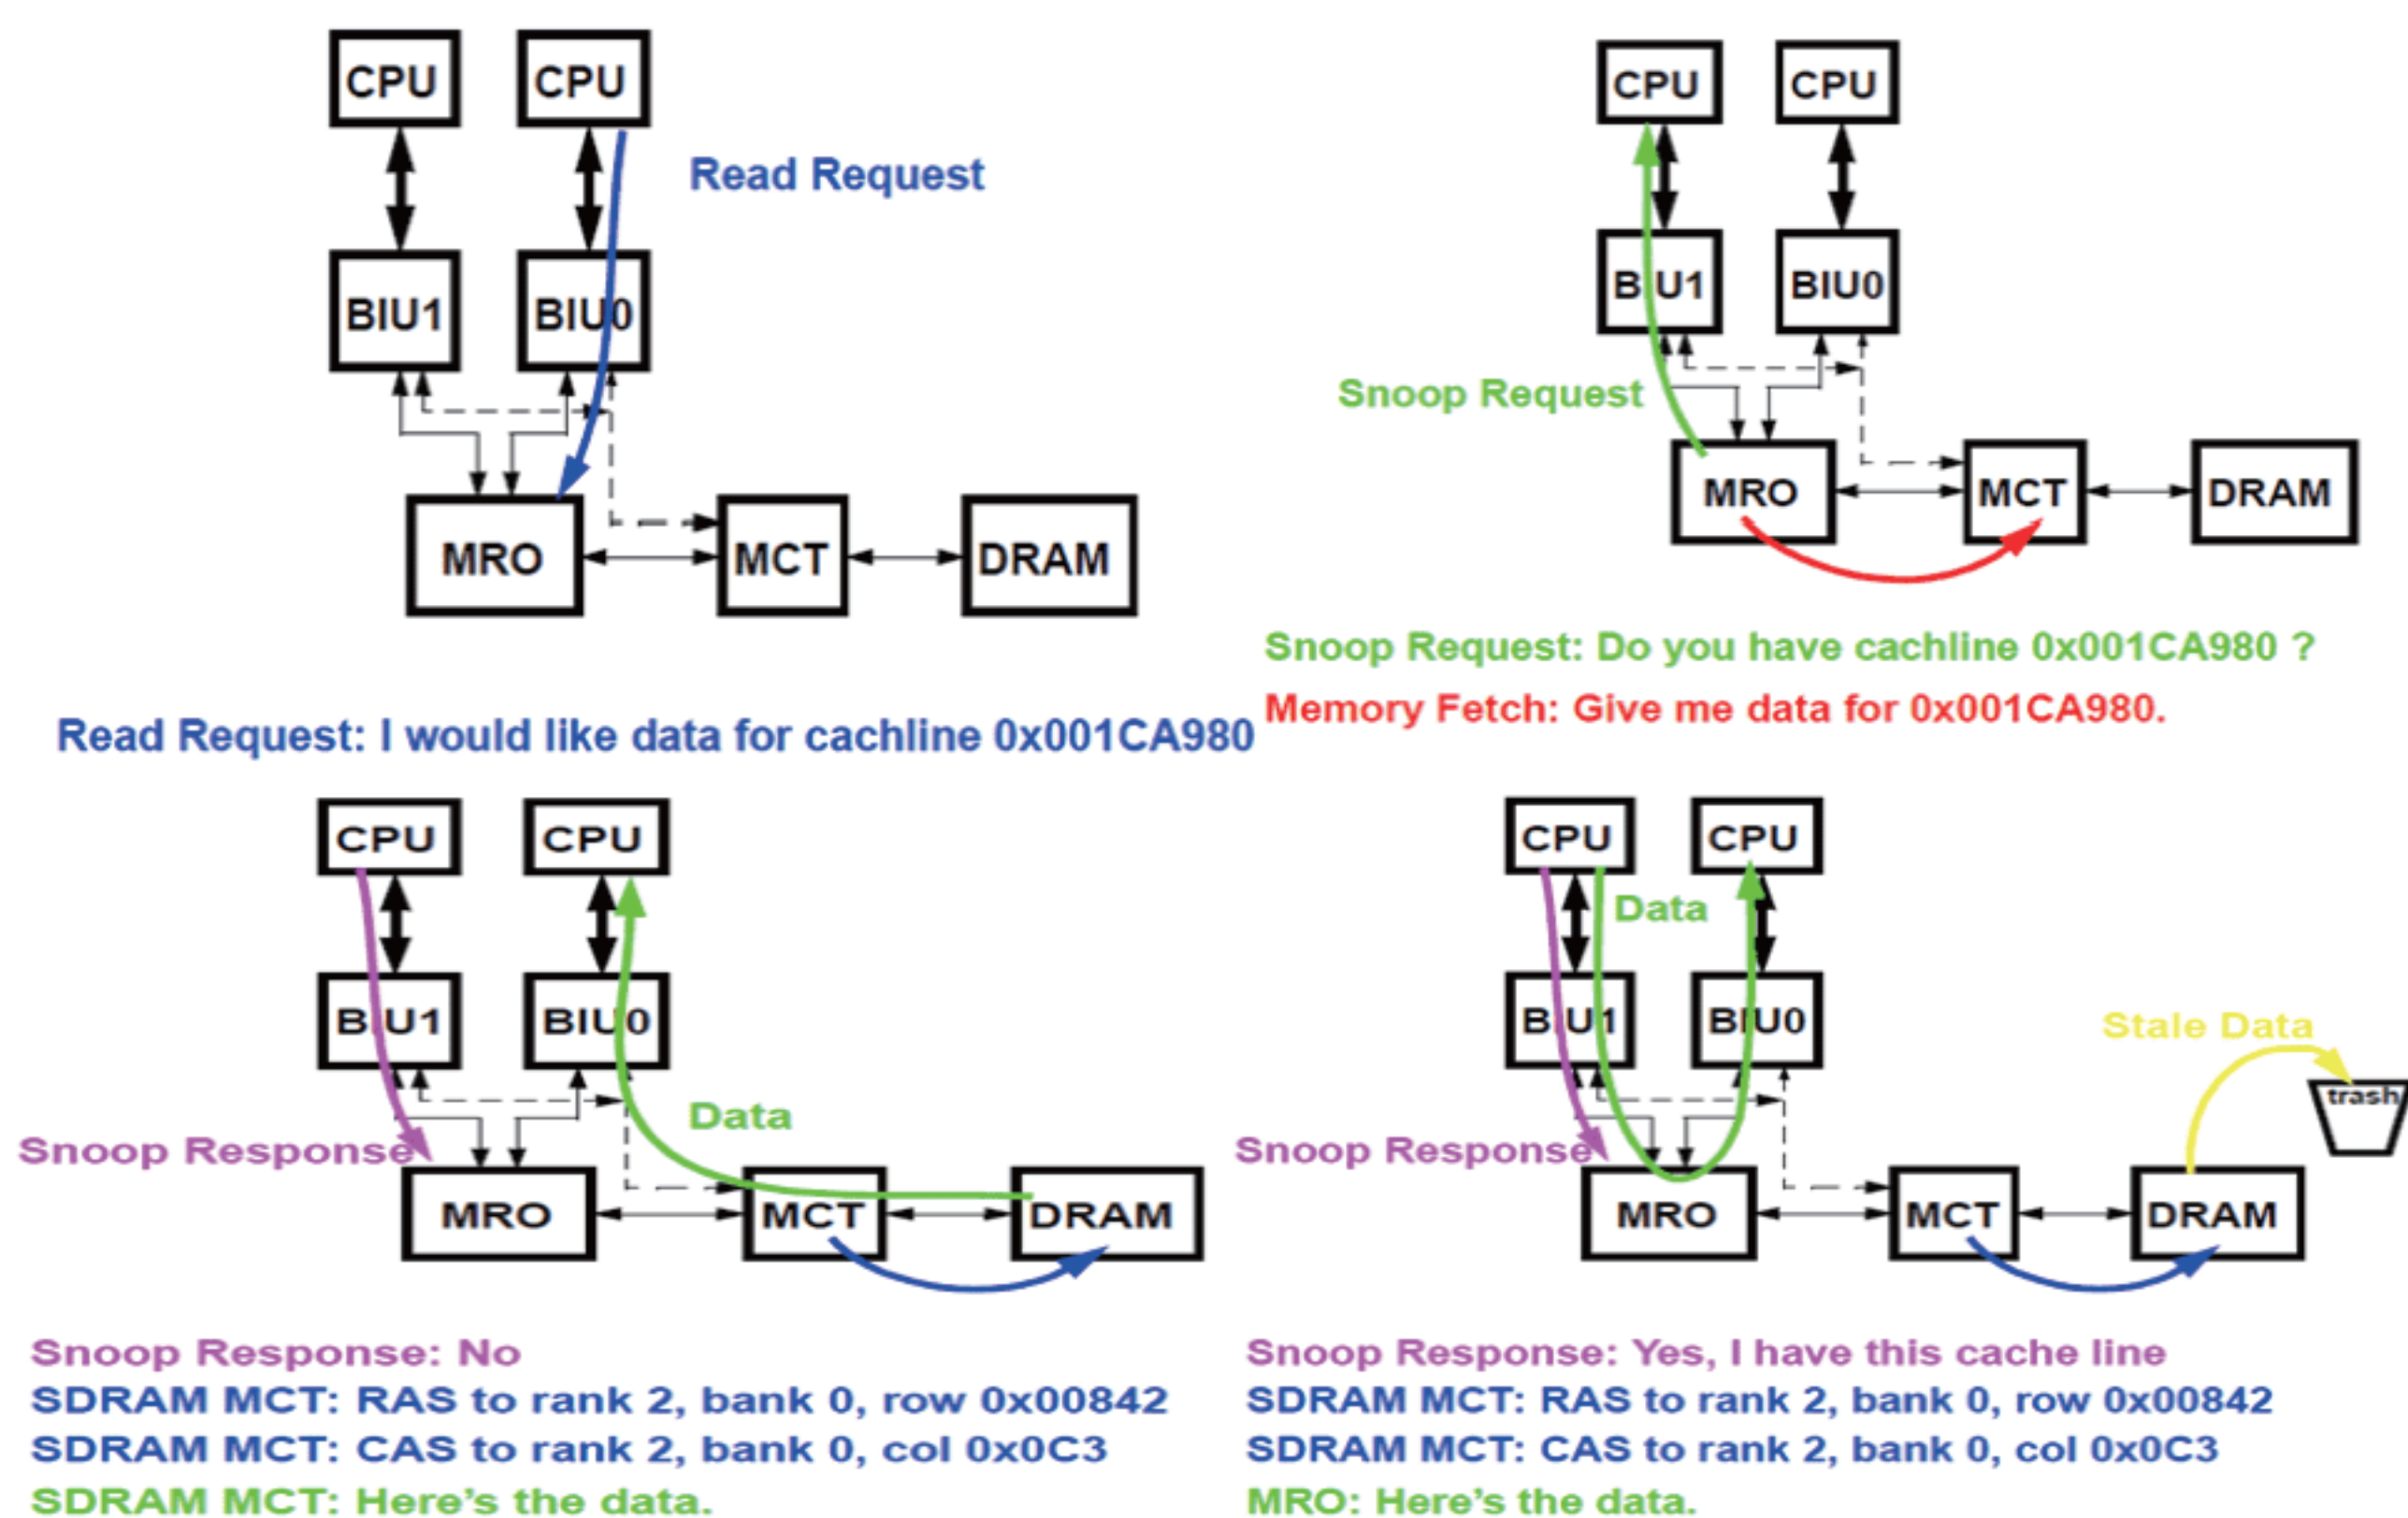 CPU
CPU
Read Request
BIU1
BIU0
MRO
MCT
DRAM
Read Request: I would like data for cachline 0x001CA980
CPU
CPU
BIU1
BIU0
Snoop Request
MRO
MCT
DRAM
Snoop Request: Do you have cachline 0x001CA980 ?
Memory Fetch: Give me data for 0x001CA980.
CPU
CPU
BIU1
BIU0
Data
Snoop Response
MRO
MCT
DRAM
Snoop Response: No
SDRAM MCT: RAS to rank 2, bank 0, row 0x00842
SDRAM MCT: CAS to rank 2, bank 0, col 0x0C3
SDRAM MCT: Here's the data.
CPU
CPU
Data
BIU1
BIU0
Stale Data
trash
Snoop Response
MRO
MCT
DRAM
Snoop Response: Yes, I have this cache line
SDRAM MCT: RAS to rank 2, bank 0, row 0x00842
SDRAM MCT: CAS to rank 2, bank 0, col 0x0C3
MRO: Here's the data.